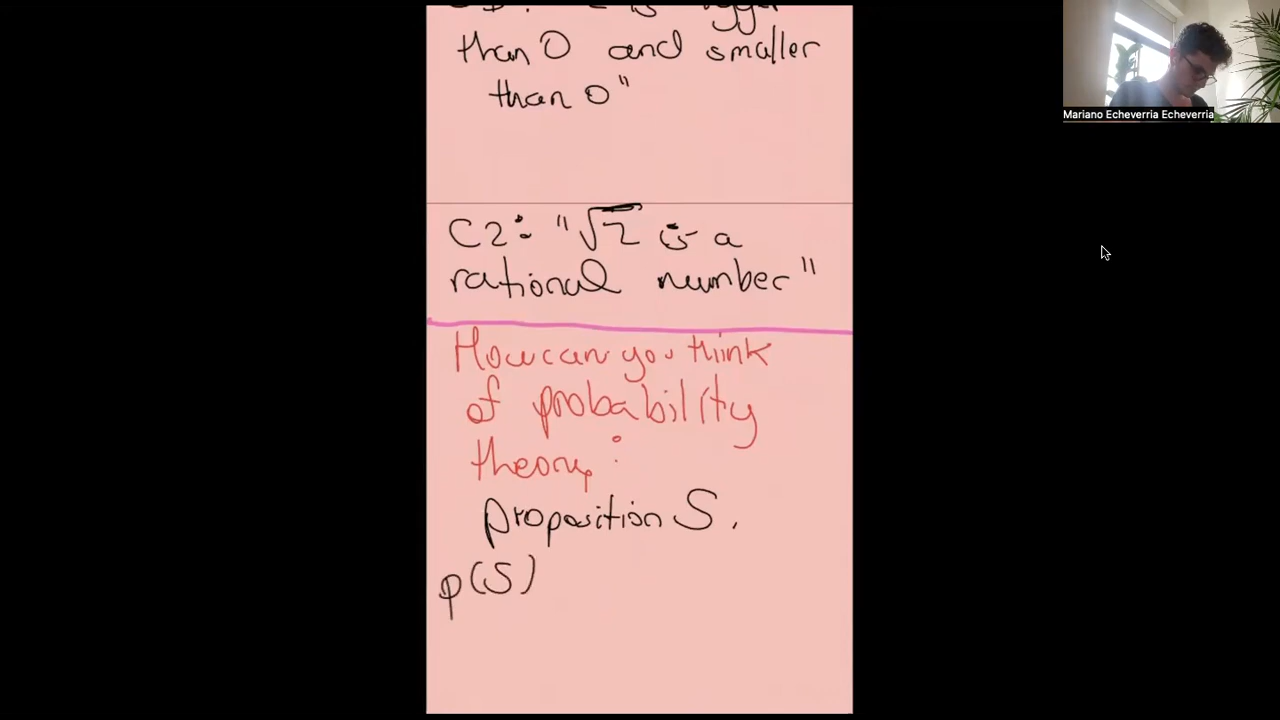 than 0 and smaller
than 0"
C2: "√2 is a
rational number"
How can you think
of probability
theory:
proposition S,
p(S)
Mariano Echeverria Echeverria